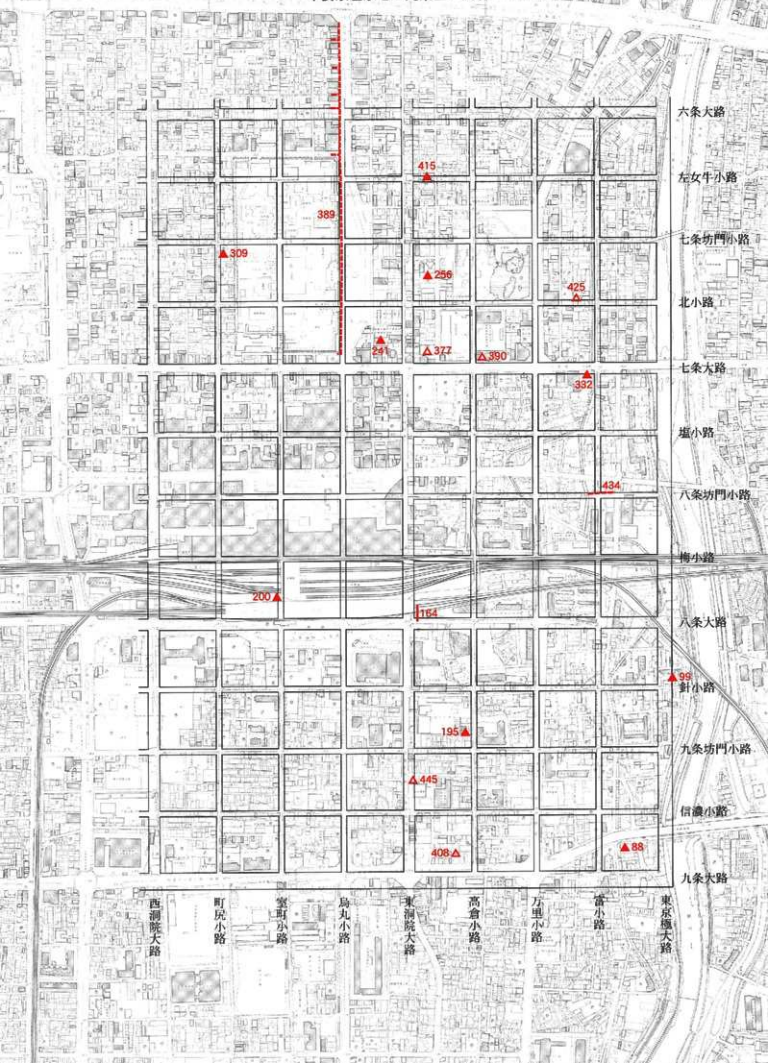 六条大路
415
左女牛小路
389
七条坊門小路
309
256
425
北小路
241
377
390
七条大路
332
塩小路
434
八条坊門小路
梅小路
200
164
八条大路
99
針小路
195
九条坊門小路
445
信濃小路
408
88
九条大路
西洞院大路
町尻小路
室町小路
烏丸小路
東洞院大路
高倉小路
万里小路
富小路
東京極大路